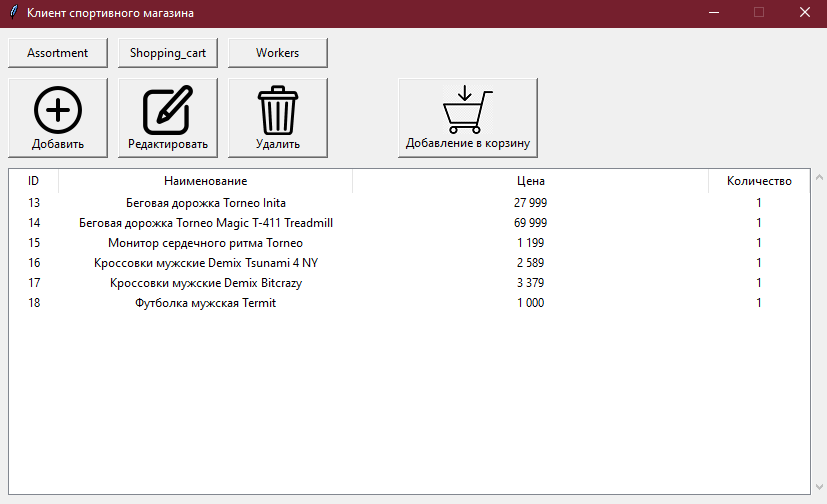 Клиент спортивного магазина
Assortment Shopping_cart Workers
Добавить Редактировать Удалить Добавление в корзину
ID Наименование Цена Количество
13 Беговая дорожка Torneo Inita 27 999 1
14 Беговая дорожка Torneo Magic T-411 Treadmill 69 999 1
15 Монитор сердечного ритма Torneo 1 199 1
16 Кроссовки мужские Demix Tsunami 4 NY 2 589 1
17 Кроссовки мужские Demix Bitcrazy 3 379 1
18 Футболка мужская Termit 1 000 1